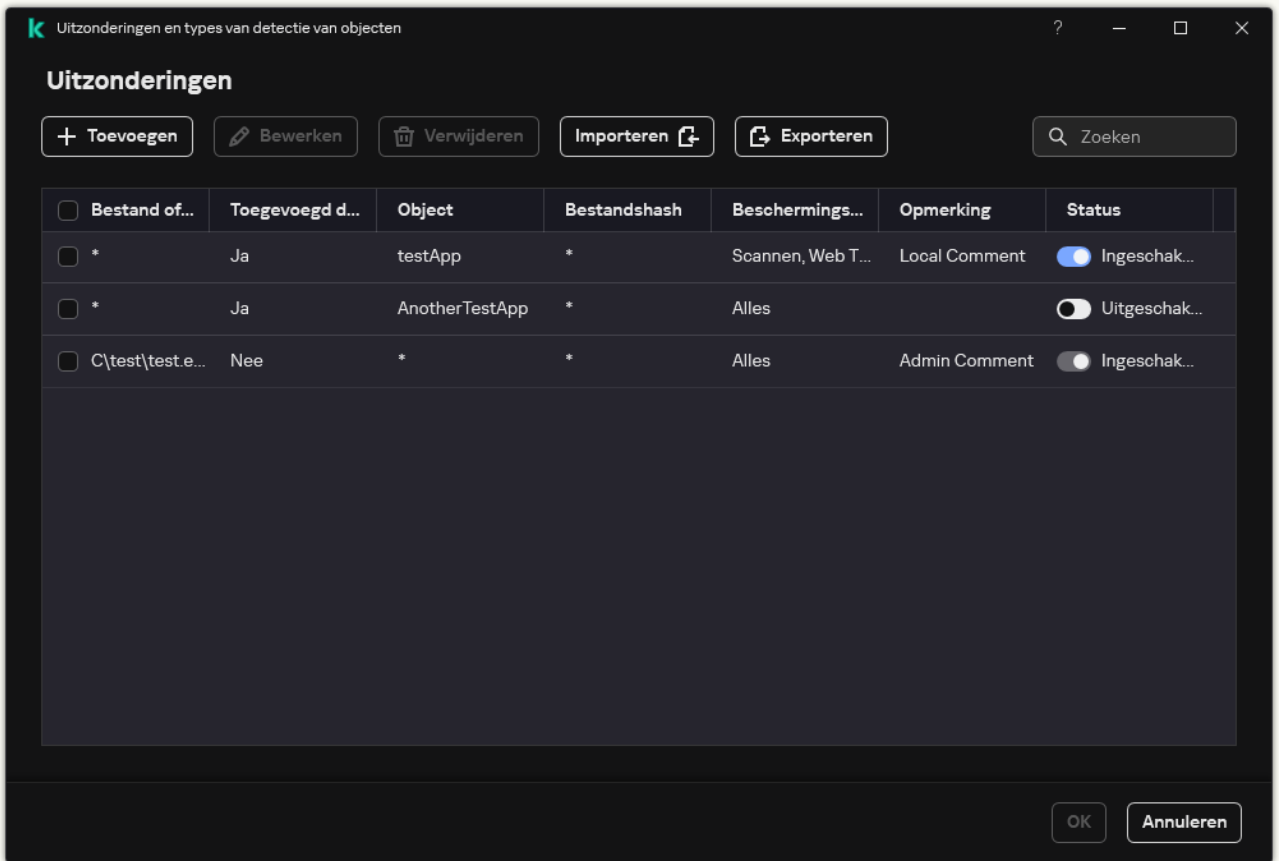 Uitzonderingen en types van detectie van objecten
?
Uitzonderingen
Toevoegen Bewerken Verwijderen Importeren Exporteren Zoeken
Bestand of... Toegevoegd d... Object Bestandshash Beschermings... Opmerking Status
* Ja testApp * Scannen, Web T... Local Comment Ingeschak...
* Ja AnotherTestApp * Alles Uitgeschak...
C\test\test.e... Nee * * Alles Admin Comment Ingeschak...
OK Annuleren